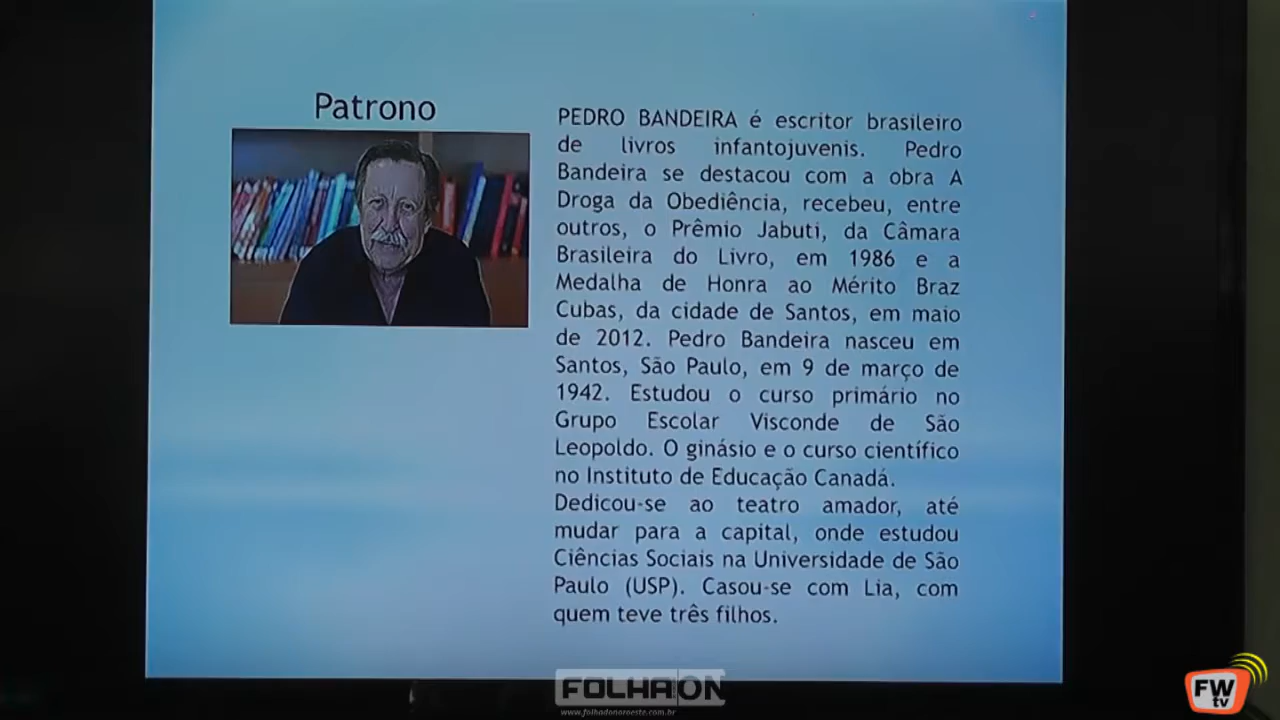 Patrono
PEDRO BANDEIRA é escritor brasileiro
de livros infantojuvenis. Pedro
Bandeira se destacou com a obra A
Droga da Obediência, recebeu, entre
outros, o Prêmio Jabuti, da Câmara
Brasileira do Livro, em 1986 e a
Medalha de Honra ao Mérito Braz
Cubas, da cidade de Santos, em maio
de 2012. Pedro Bandeira nasceu em
Santos, São Paulo, em 9 de março de
1942. Estudou o curso primário no
Grupo Escolar Visconde de São
Leopoldo. O ginásio e o curso científico
no Instituto de Educação Canadá.
Dedicou-se ao teatro amador, até
mudar para a capital, onde estudou
Ciências Sociais na Universidade de São
Paulo (USP). Casou-se com Lia, com
quem teve três filhos.
FOLHA ON
www.folhadonoroeste.com.br
FW
tv